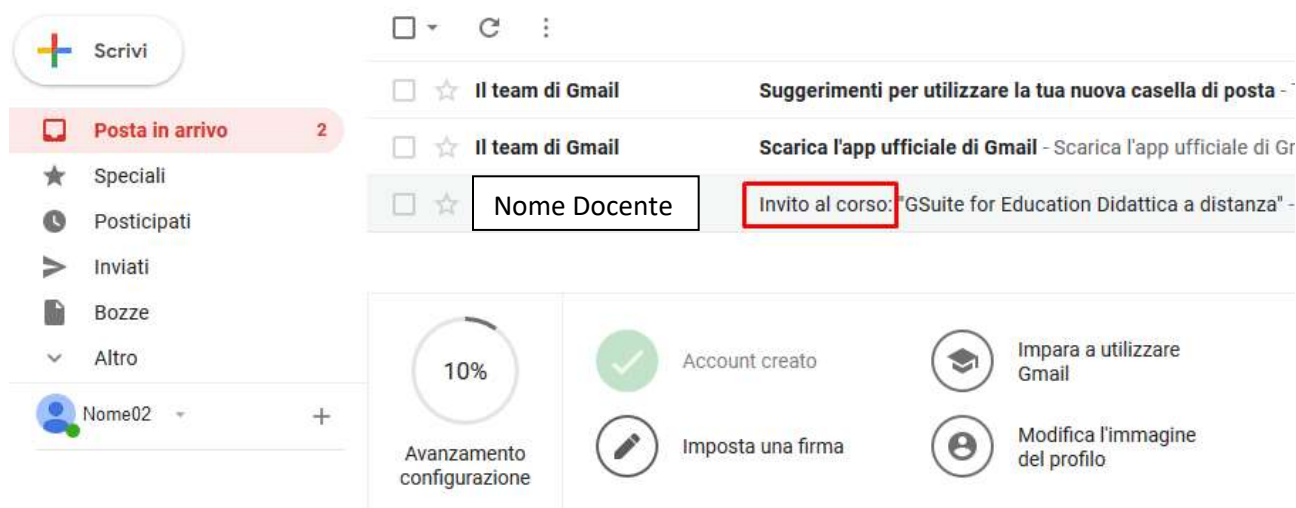 Scrivi
Posta in arrivo 2
Speciali
Posticipati
Inviati
Bozze
Altro
Nome02
Il team di Gmail Suggerimenti per utilizzare la tua nuova casella di posta -
Il team di Gmail Scarica l'app ufficiale di Gmail - Scarica l'app ufficiale di
Nome Docente Invito al corso: "GSuite for Education Didattica a distanza" -
10%
Avanzamento
configurazione
Account creato
Impara a utilizzare
Gmail
Imposta una firma
Modifica l'immagine
del profilo